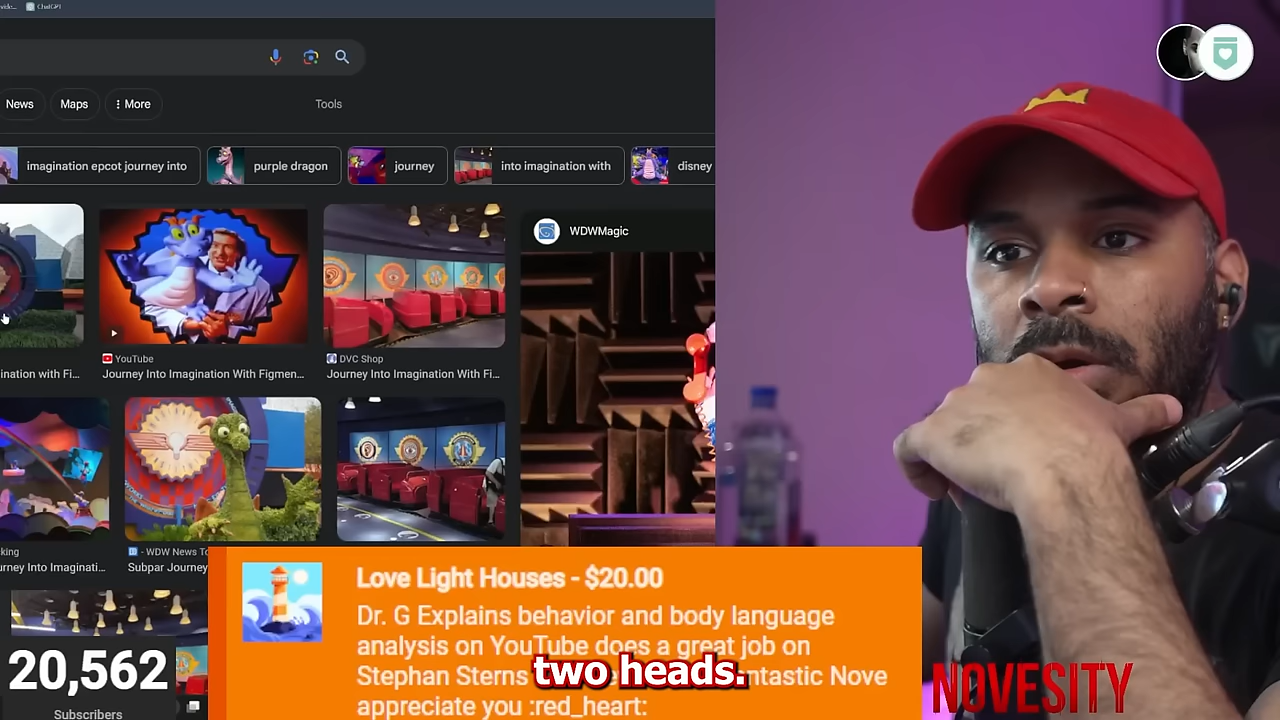 ChatGPT
News
Maps
More
Tools
imagination epcot journey into
purple dragon
journey
into imagination with
disney
WDWMagic
YouTube
DVC Shop
ination with Fi...
Journey Into Imagination With Figmen...
Journey Into Imagination With Fi...
king
- WDW News To
urney Into Imaginati...
Subpar Journey
Love Light Houses - $20.00
Dr. G Explains behavior and body language
analysis on YouTube does a great job on
Stephan Sterns
ntastic Nove
appreciate you :red_heart:
two heads.
20,562
Subscribers
NOVESITY